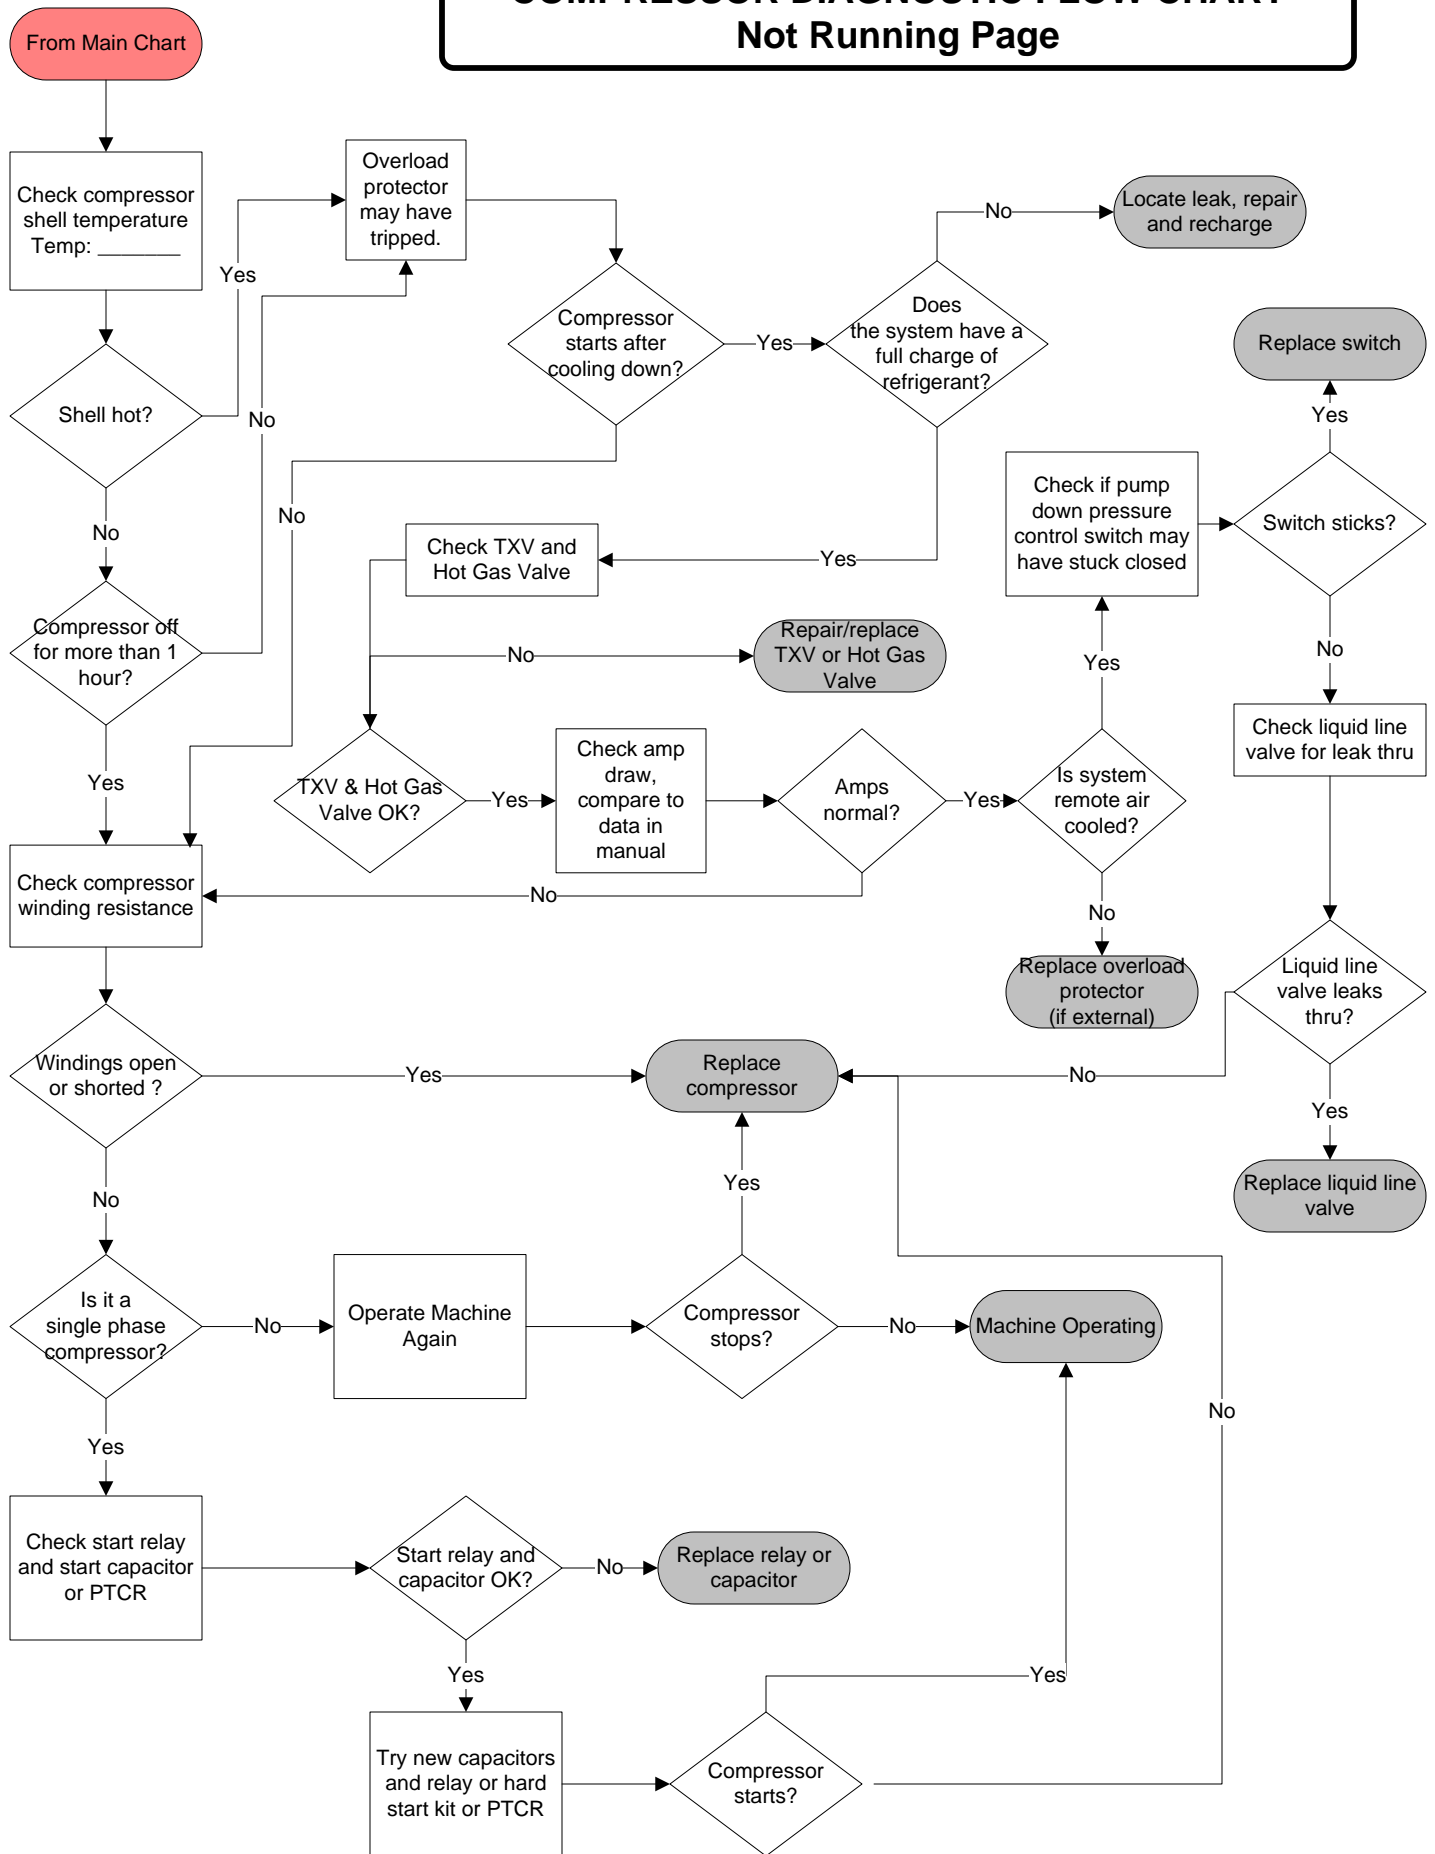 Not Running Page
From Main Chart
Check compressor
shell temperature
Temp: _______
Shell hot?
Yes
No
Compressor off
for more than 1
hour?
No
Yes
Overload
protector
may have
tripped.
Compressor
starts after
cooling down?
Yes
No
Does
the system have a
full charge of
refrigerant?
No
Locate leak, repair
and recharge
Yes
Check TXV and
Hot Gas Valve
No
Repair/replace
TXV or Hot Gas
Valve
TXV & Hot Gas
Valve OK?
Yes
Check amp
draw,
compare to
data in
manual
Amps
normal?
Yes
No
Is system
remote air
cooled?
Yes
No
Replace overload
protector
(if external)
Check if pump
down pressure
control switch may
have stuck closed
Switch sticks?
Yes
Replace switch
No
Check liquid line
valve for leak thru
Liquid line
valve leaks
thru?
No
Yes
Replace liquid line
valve
Check compressor
winding resistance
Windings open
or shorted ?
Yes
Replace
compressor
No
Is it a
single phase
compressor?
No
Operate Machine
Again
Compressor
stops?
Yes
No
Machine Operating
Yes
Check start relay
and start capacitor
or PTCR
Start relay and
capacitor OK?
No
Replace relay or
capacitor
Yes
Try new capacitors
and relay or hard
start kit or PTCR
Compressor
starts?
Yes
No